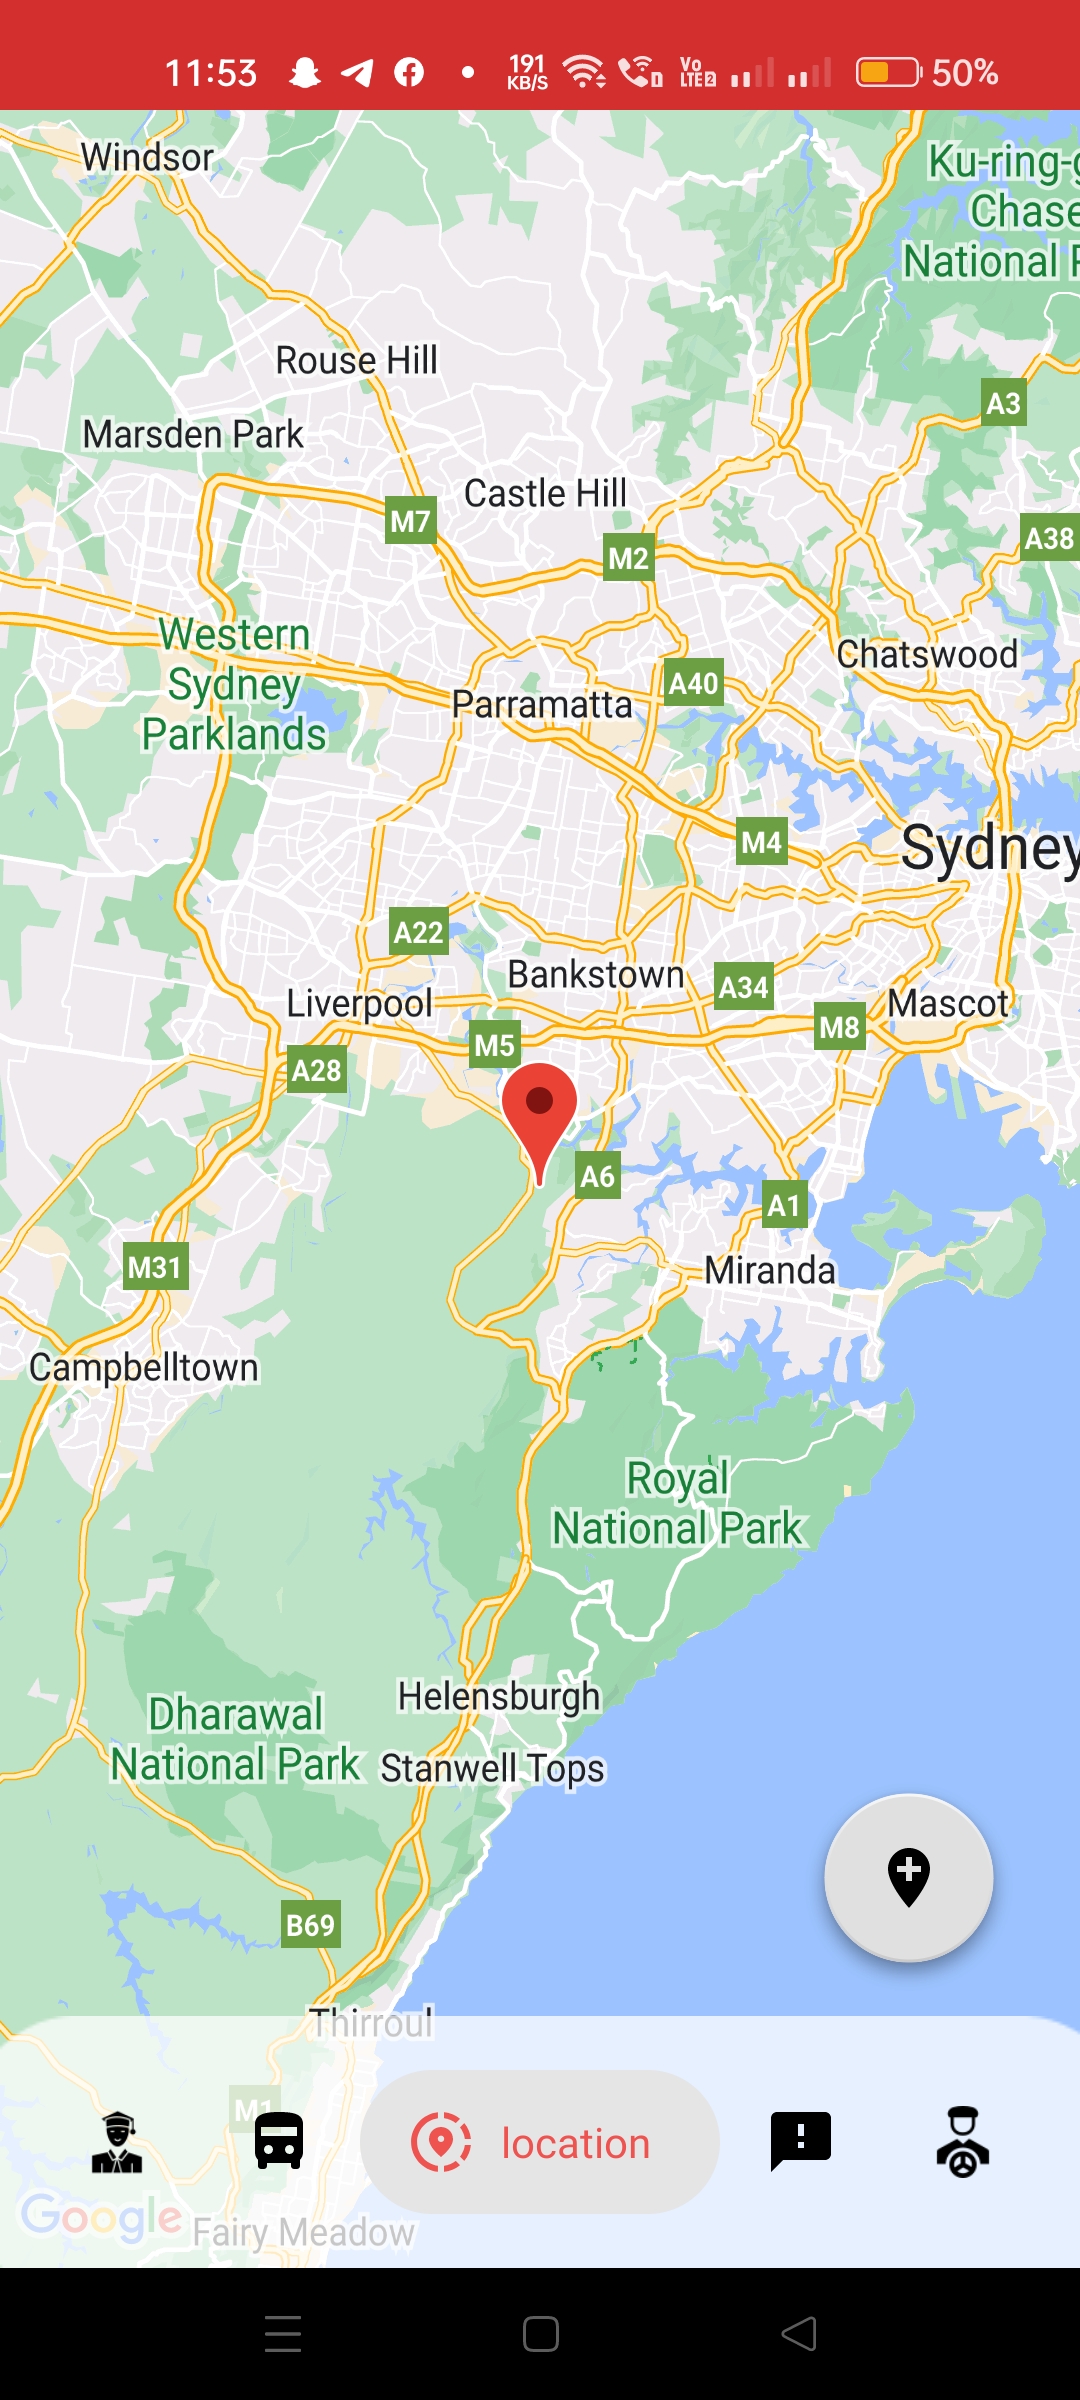 11:53
191
KB/S
Vo
LTE 2
50%
Windsor
Ku-ring-g
Chase
National P
Rouse Hill
A3
Marsden Park
Castle Hill
M7
A38
M2
Western
Sydney
Parklands
Chatswood
A40
Parramatta
M4
Sydney
A22
Bankstown
A34
Liverpool
Mascot
M8
M5
A28
A6
A1
M31
Miranda
Campbelltown
Royal
National Park
Helensburgh
Dharawal
National Park
Stanwell Tops
B69
Thirroul
M1
location
Google
Fairy Meadow